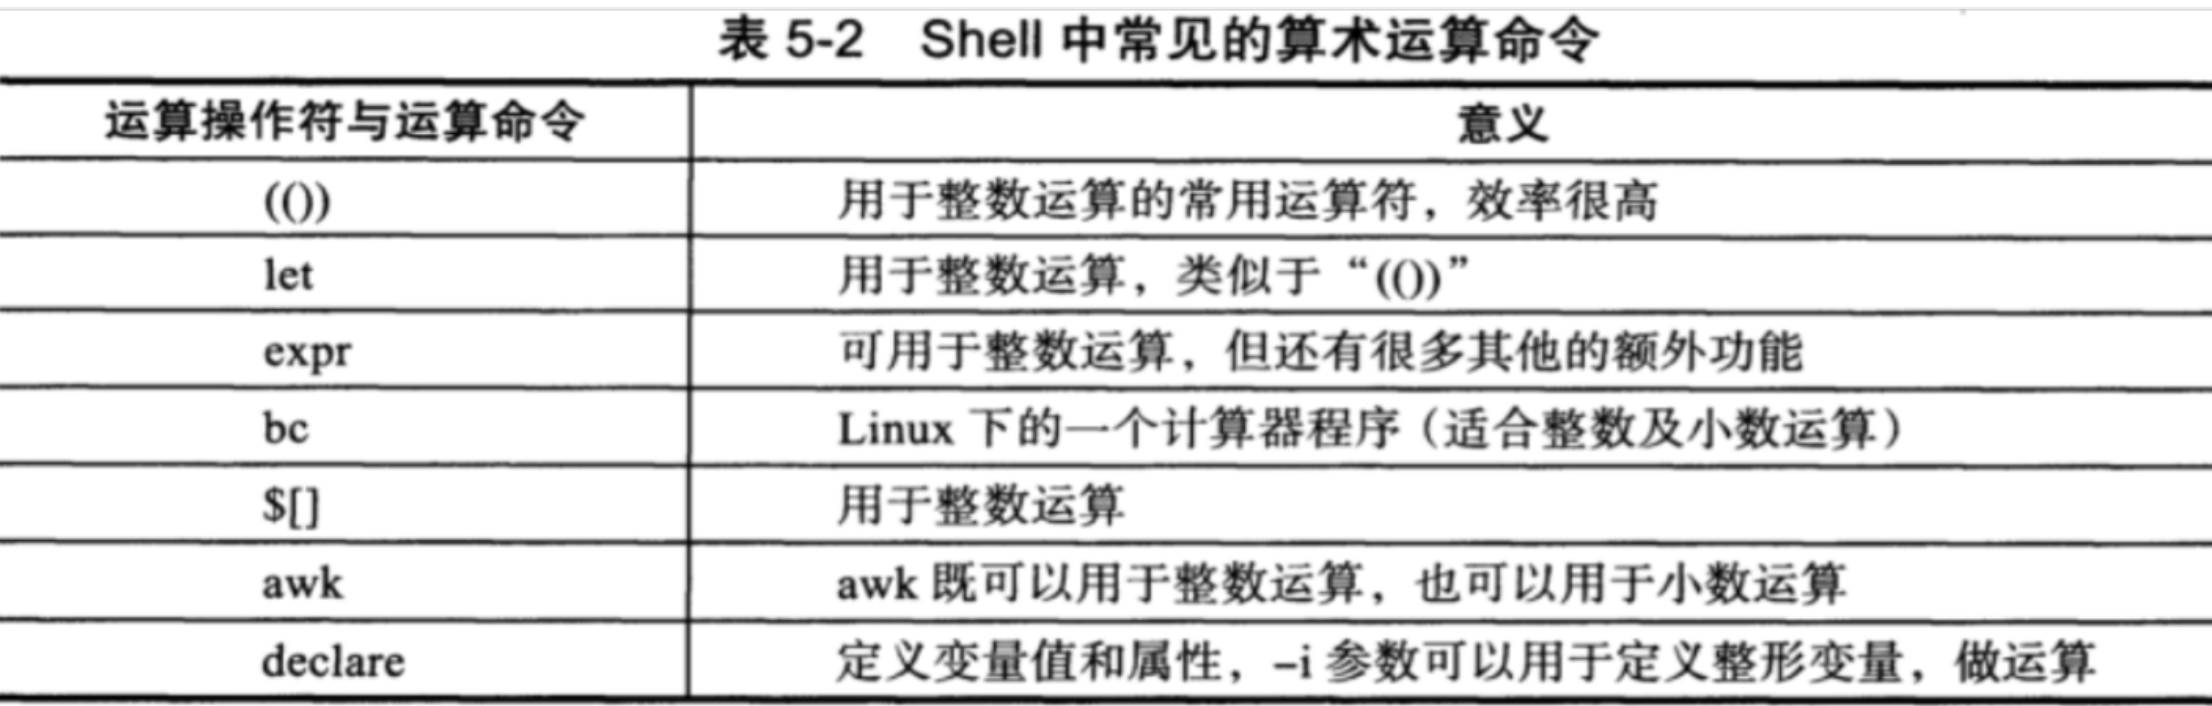 表 5-2 Shell 中常见的算术运算命令
运算操作符与运算命令 意义
(()) 用于整数运算的常用运算符，效率很高
let 用于整数运算，类似于“(())”
expr 可用于整数运算，但还有很多其他的额外功能
bc Linux 下的一个计算器程序（适合整数及小数运算）
$[] 用于整数运算
awk awk 既可以用于整数运算，也可以用于小数运算
declare 定义变量值和属性，–i 参数可以用于定义整形变量，做运算